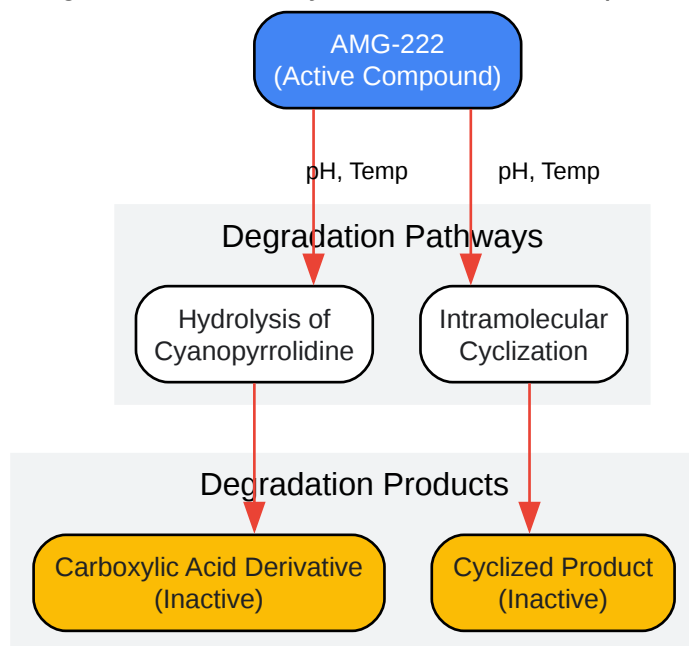 AMG-222
(Active Compound)
pH, Temp
pH, Temp
Degradation Pathways
Hydrolysis of
Cyanopyrrolidine
Intramolecular
Cyclization
Degradation Products
Carboxylic Acid Derivative
(Inactive)
Cyclized Product
(Inactive)